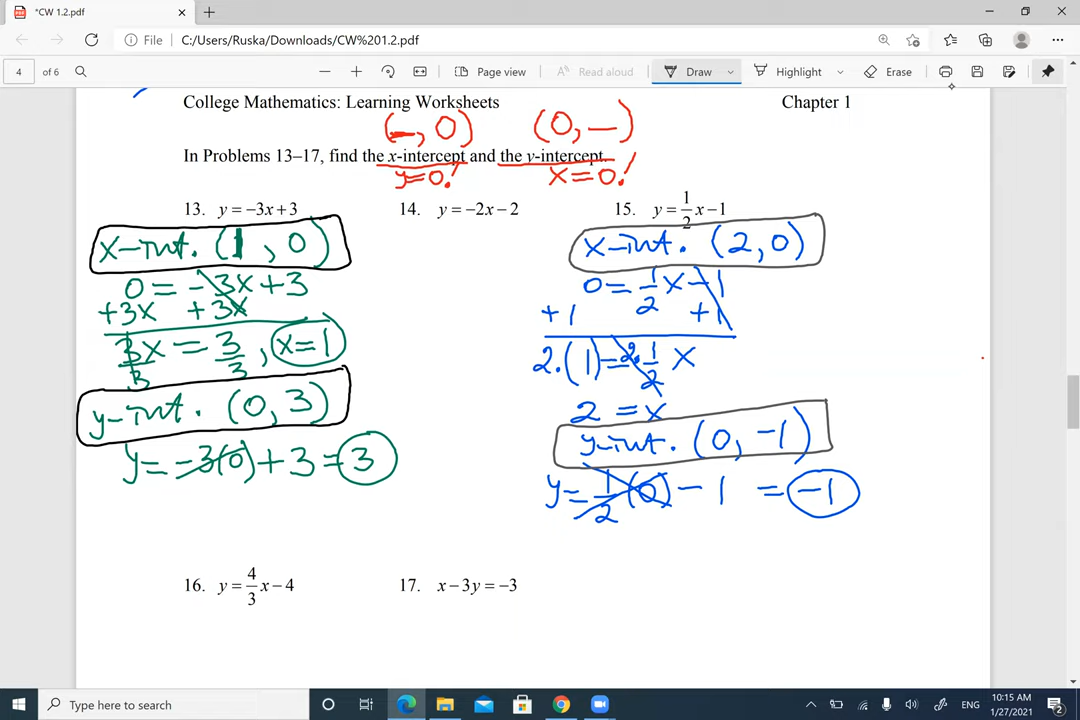 *CW 1.2.pdf
File C:/Users/Ruska/Downloads/CW%201.2.pdf
4 of 6 Page view Read aloud Draw Highlight Erase
College Mathematics: Learning Worksheets Chapter 1
(_, 0) (0, _)
In Problems 13–17, find the x-intercept and the y-intercept.
y=0! x=0!
13. y = −3x + 3 14. y = −2x − 2 15. y = 1/2 x − 1
x-int. (1, 0)
0 = -3x + 3
+3x +3x
3x/3 = 3/3, x=1
y-int. (0, 3)
y = -3(0) + 3 = 3
x-int. (2, 0)
0 = 1/2 x - 1
+1 +1
2·(1) = 2·1/2 x
2 = x
y-int. (0, -1)
y = 1/2 (0) - 1 = -1
16. y = 4/3 x − 4 17. x − 3y = −3
Type here to search
ENG
10:15 AM
1/27/2021
2